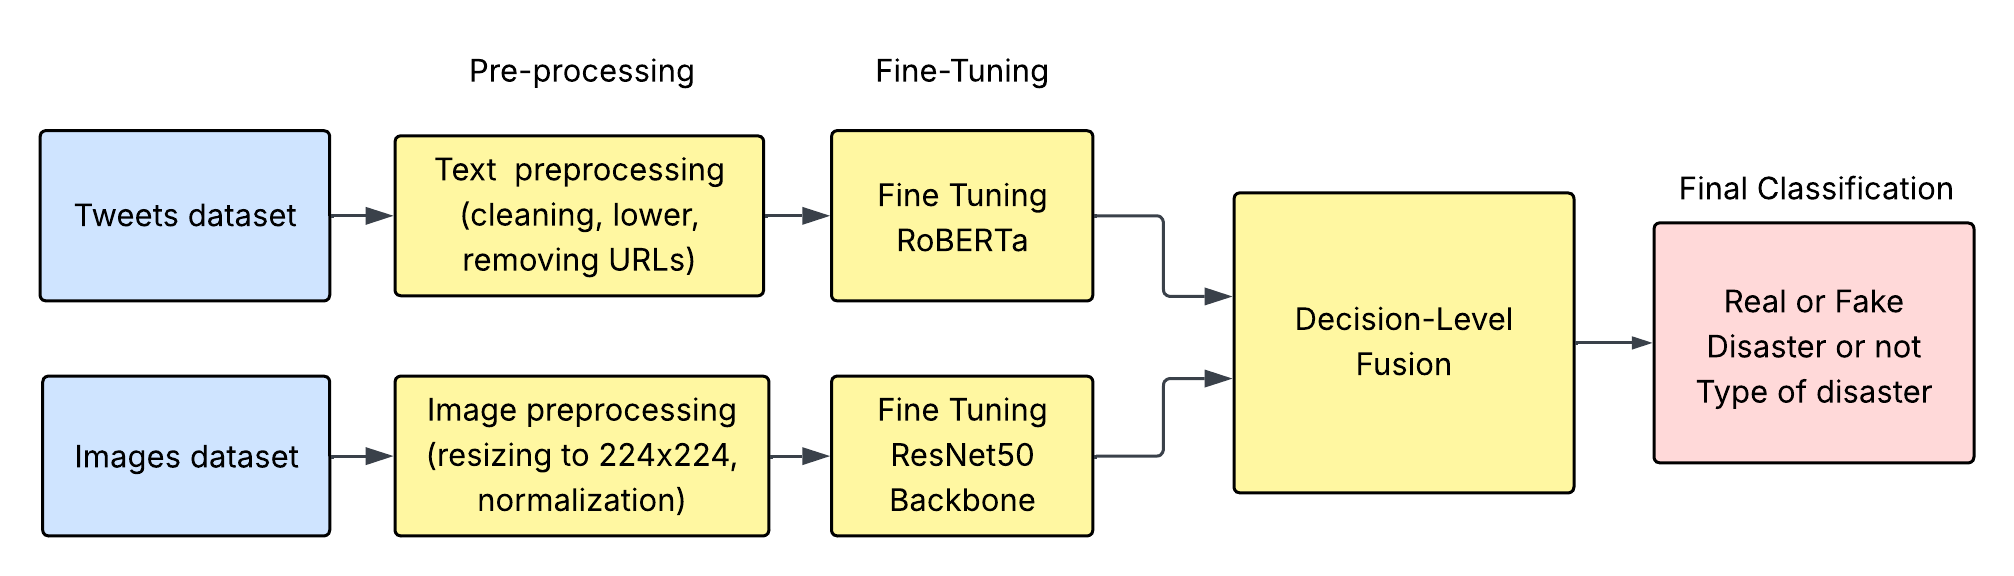 Pre-processing
Fine-Tuning
Tweets dataset
Text  preprocessing
(cleaning, lower,
removing URLs)
Fine Tuning
RoBERTa
Images dataset
Image preprocessing
(resizing to 224x224,
normalization)
Fine Tuning
ResNet50
Backbone
Decision-Level
Fusion
Final Classification
Real or Fake
Disaster or not
Type of disaster